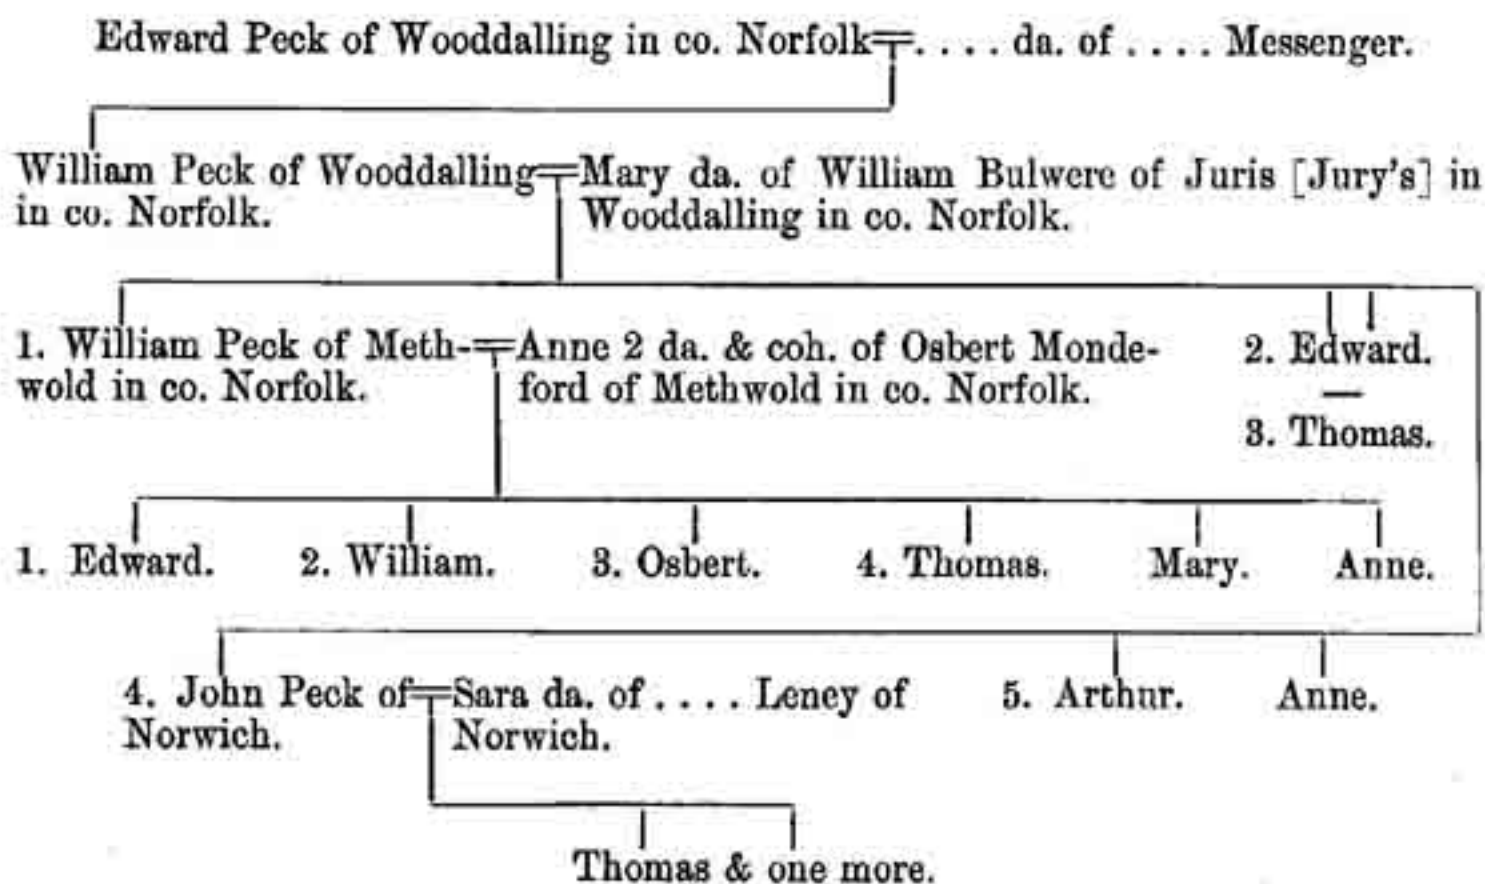 Edward Peck of Wooddalling in co. Norfolk=. . . . da. of . . . . Messenger.
William Peck of Wooddalling=Mary da. of William Bulwere of Juris [Jury's] in
in co. Norfolk. Wooddalling in co. Norfolk.
1. William Peck of Meth-=Anne 2 da. & coh. of Osbert Monde- 2. Edward.
wold in co. Norfolk. ford of Methwold in co. Norfolk. —
3. Thomas.
1. Edward. 2. William. 3. Osbert. 4. Thomas. Mary. Anne.
4. John Peck of=Sara da. of . . . . Leney of 5. Arthur. Anne.
Norwich. Norwich.
Thomas & one more.